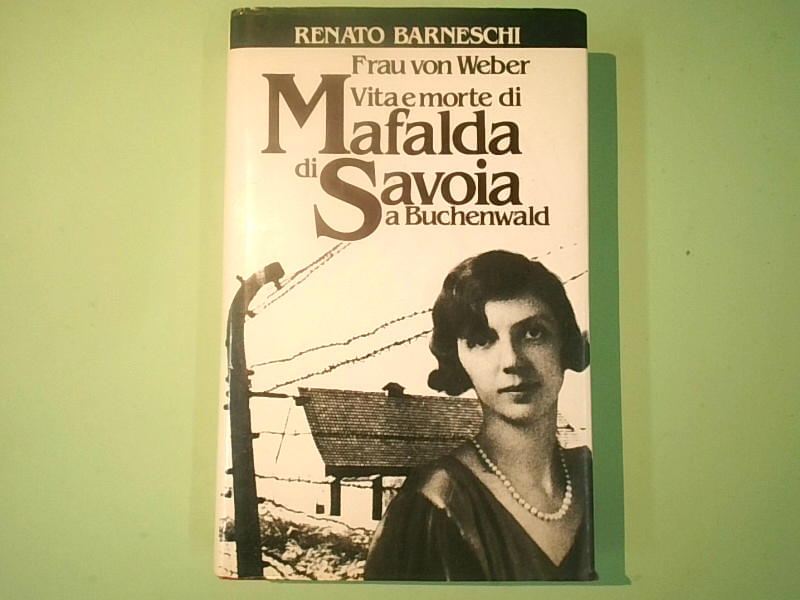 RENATO BARNESCHI
Frau von Weber
Vita e morte di
Mafalda
di Savoia
a Buchenwald